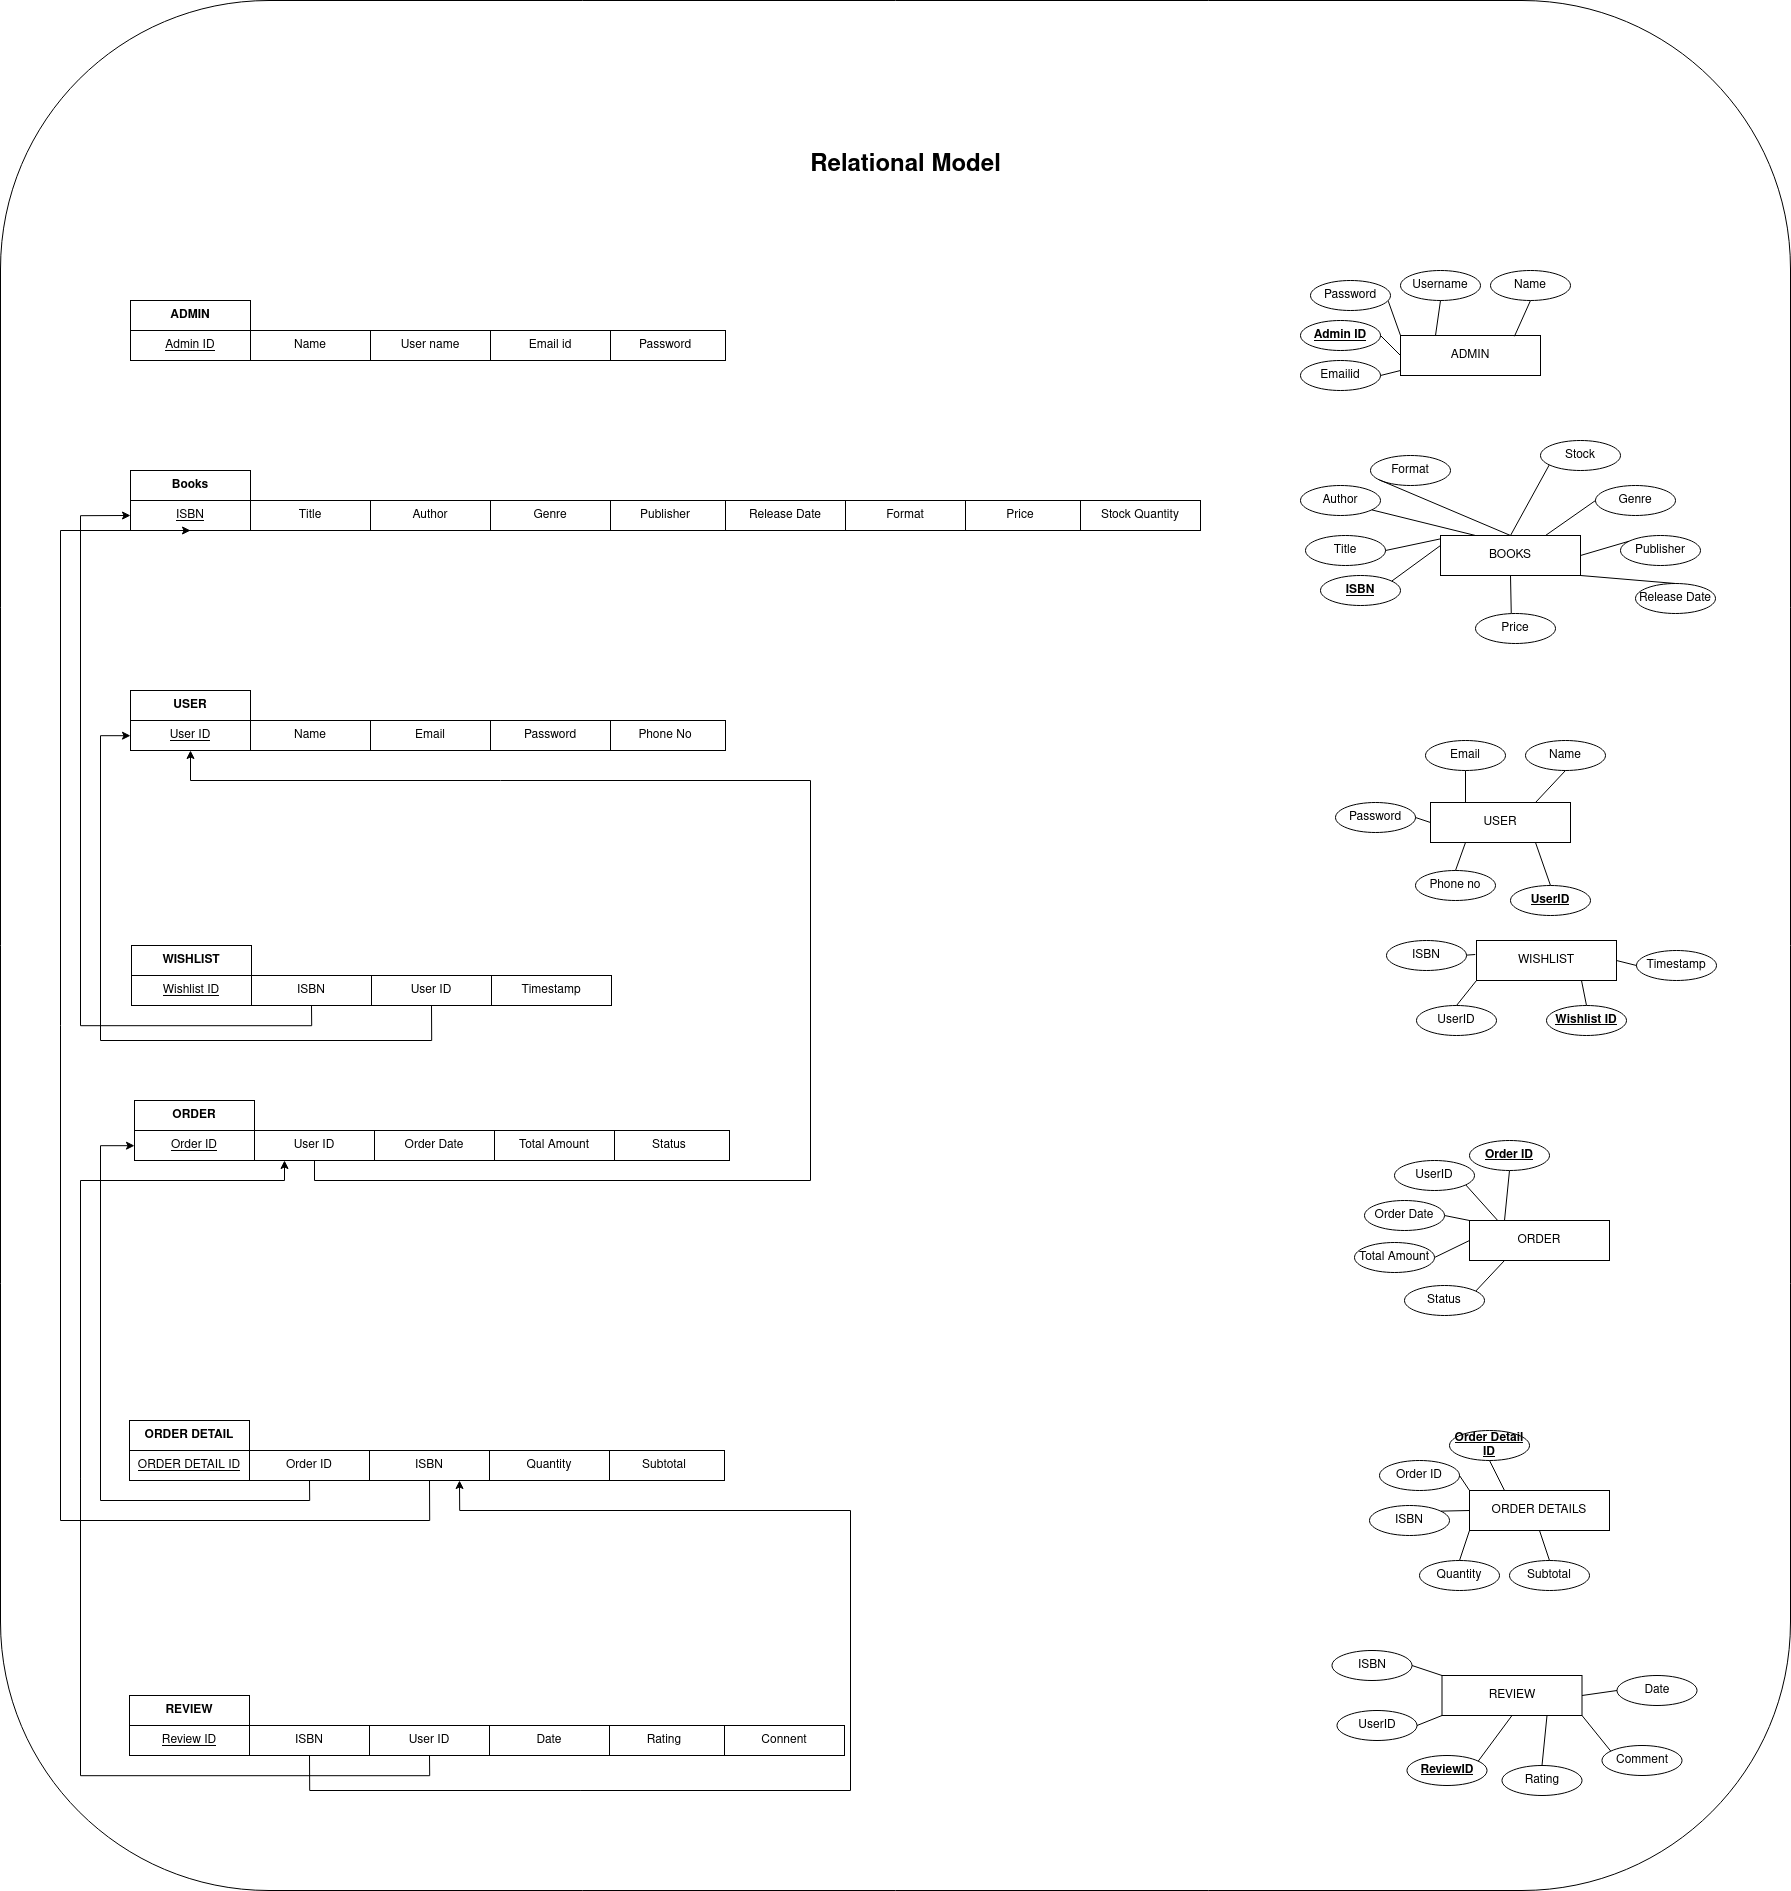 Relational Model
ADMIN
Admin ID Name User name Email id Password
Password Username Name
Admin ID
ADMIN
Emailid
Books
ISBN Title Author Genre Publisher Release Date Format Price Stock Quantity
Stock
Format
Author Genre
Title BOOKS Publisher
ISBN
Release Date
Price
USER
User ID Name Email Password Phone No
Email Name
Password USER
Phone no
UserID
WISHLIST
Wishlist ID ISBN User ID Timestamp
ISBN WISHLIST Timestamp
UserID Wishlist ID
ORDER
Order ID User ID Order Date Total Amount Status
Order ID
UserID
Order Date
ORDER
Total Amount
Status
ORDER DETAIL
ORDER DETAIL ID Order ID ISBN Quantity Subtotal
Order Detail
ID
Order ID
ORDER DETAILS
ISBN
Quantity Subtotal
REVIEW
Review ID ISBN User ID Date Rating Connent
ISBN
REVIEW Date
UserID
ReviewID Rating Comment